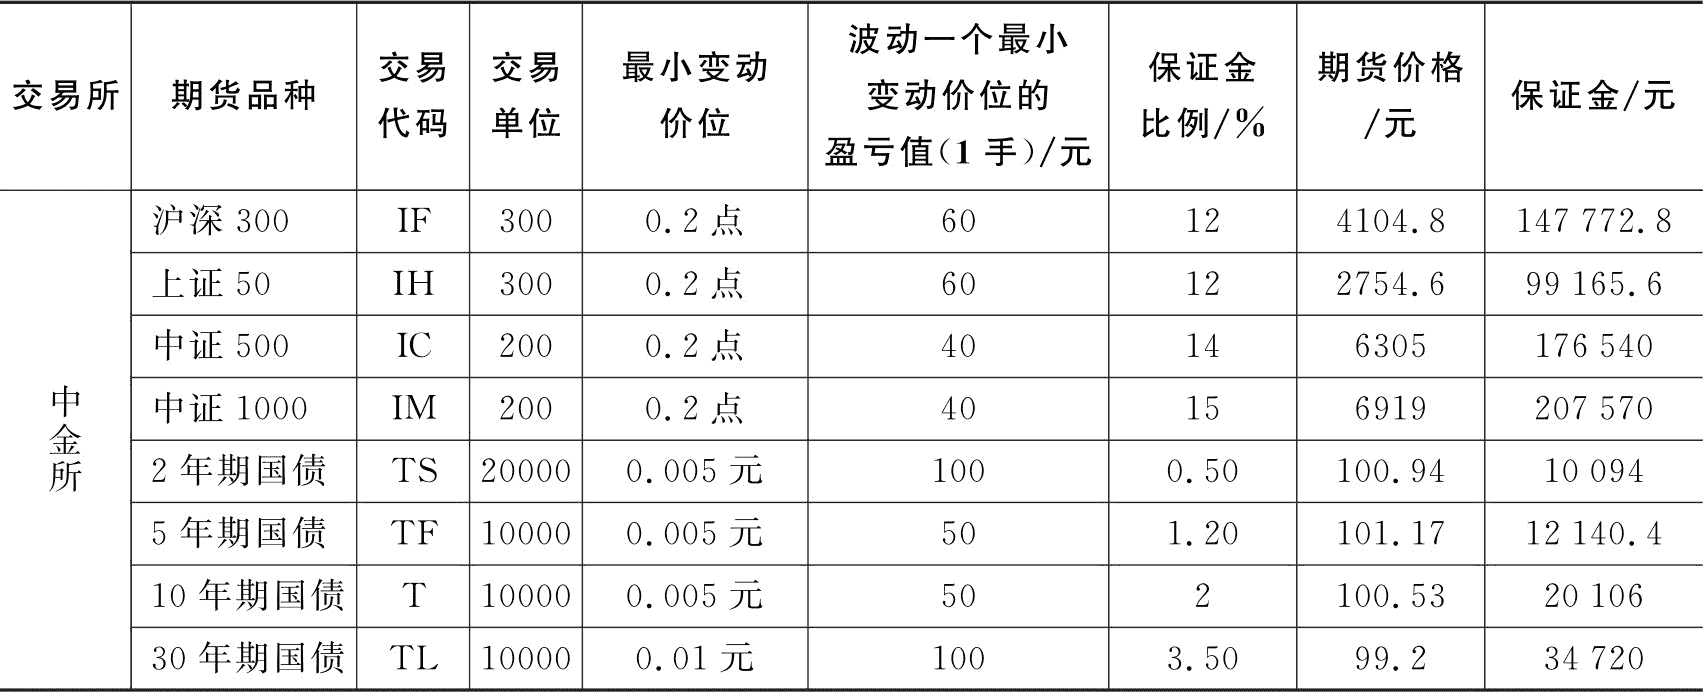 交易所 期货品种 交易代码 交易单位 最小变动价位 波动一个最小变动价位的盈亏值(1手)/元 保证金比例/% 期货价格/元 保证金/元
中金所
沪深300 IF 300 0.2点 60 12 4104.8 147 772.8
上证50 IH 300 0.2点 60 12 2754.6 99 165.6
中证500 IC 200 0.2点 40 14 6305 176 540
中证1000 IM 200 0.2点 40 15 6919 207 570
2年期国债 TS 20000 0.005元 100 0.50 100.94 10 094
5年期国债 TF 10000 0.005元 50 1.20 101.17 12 140.4
10年期国债 T 10000 0.005元 50 2 100.53 20 106
30年期国债 TL 10000 0.01元 100 3.50 99.2 34 720